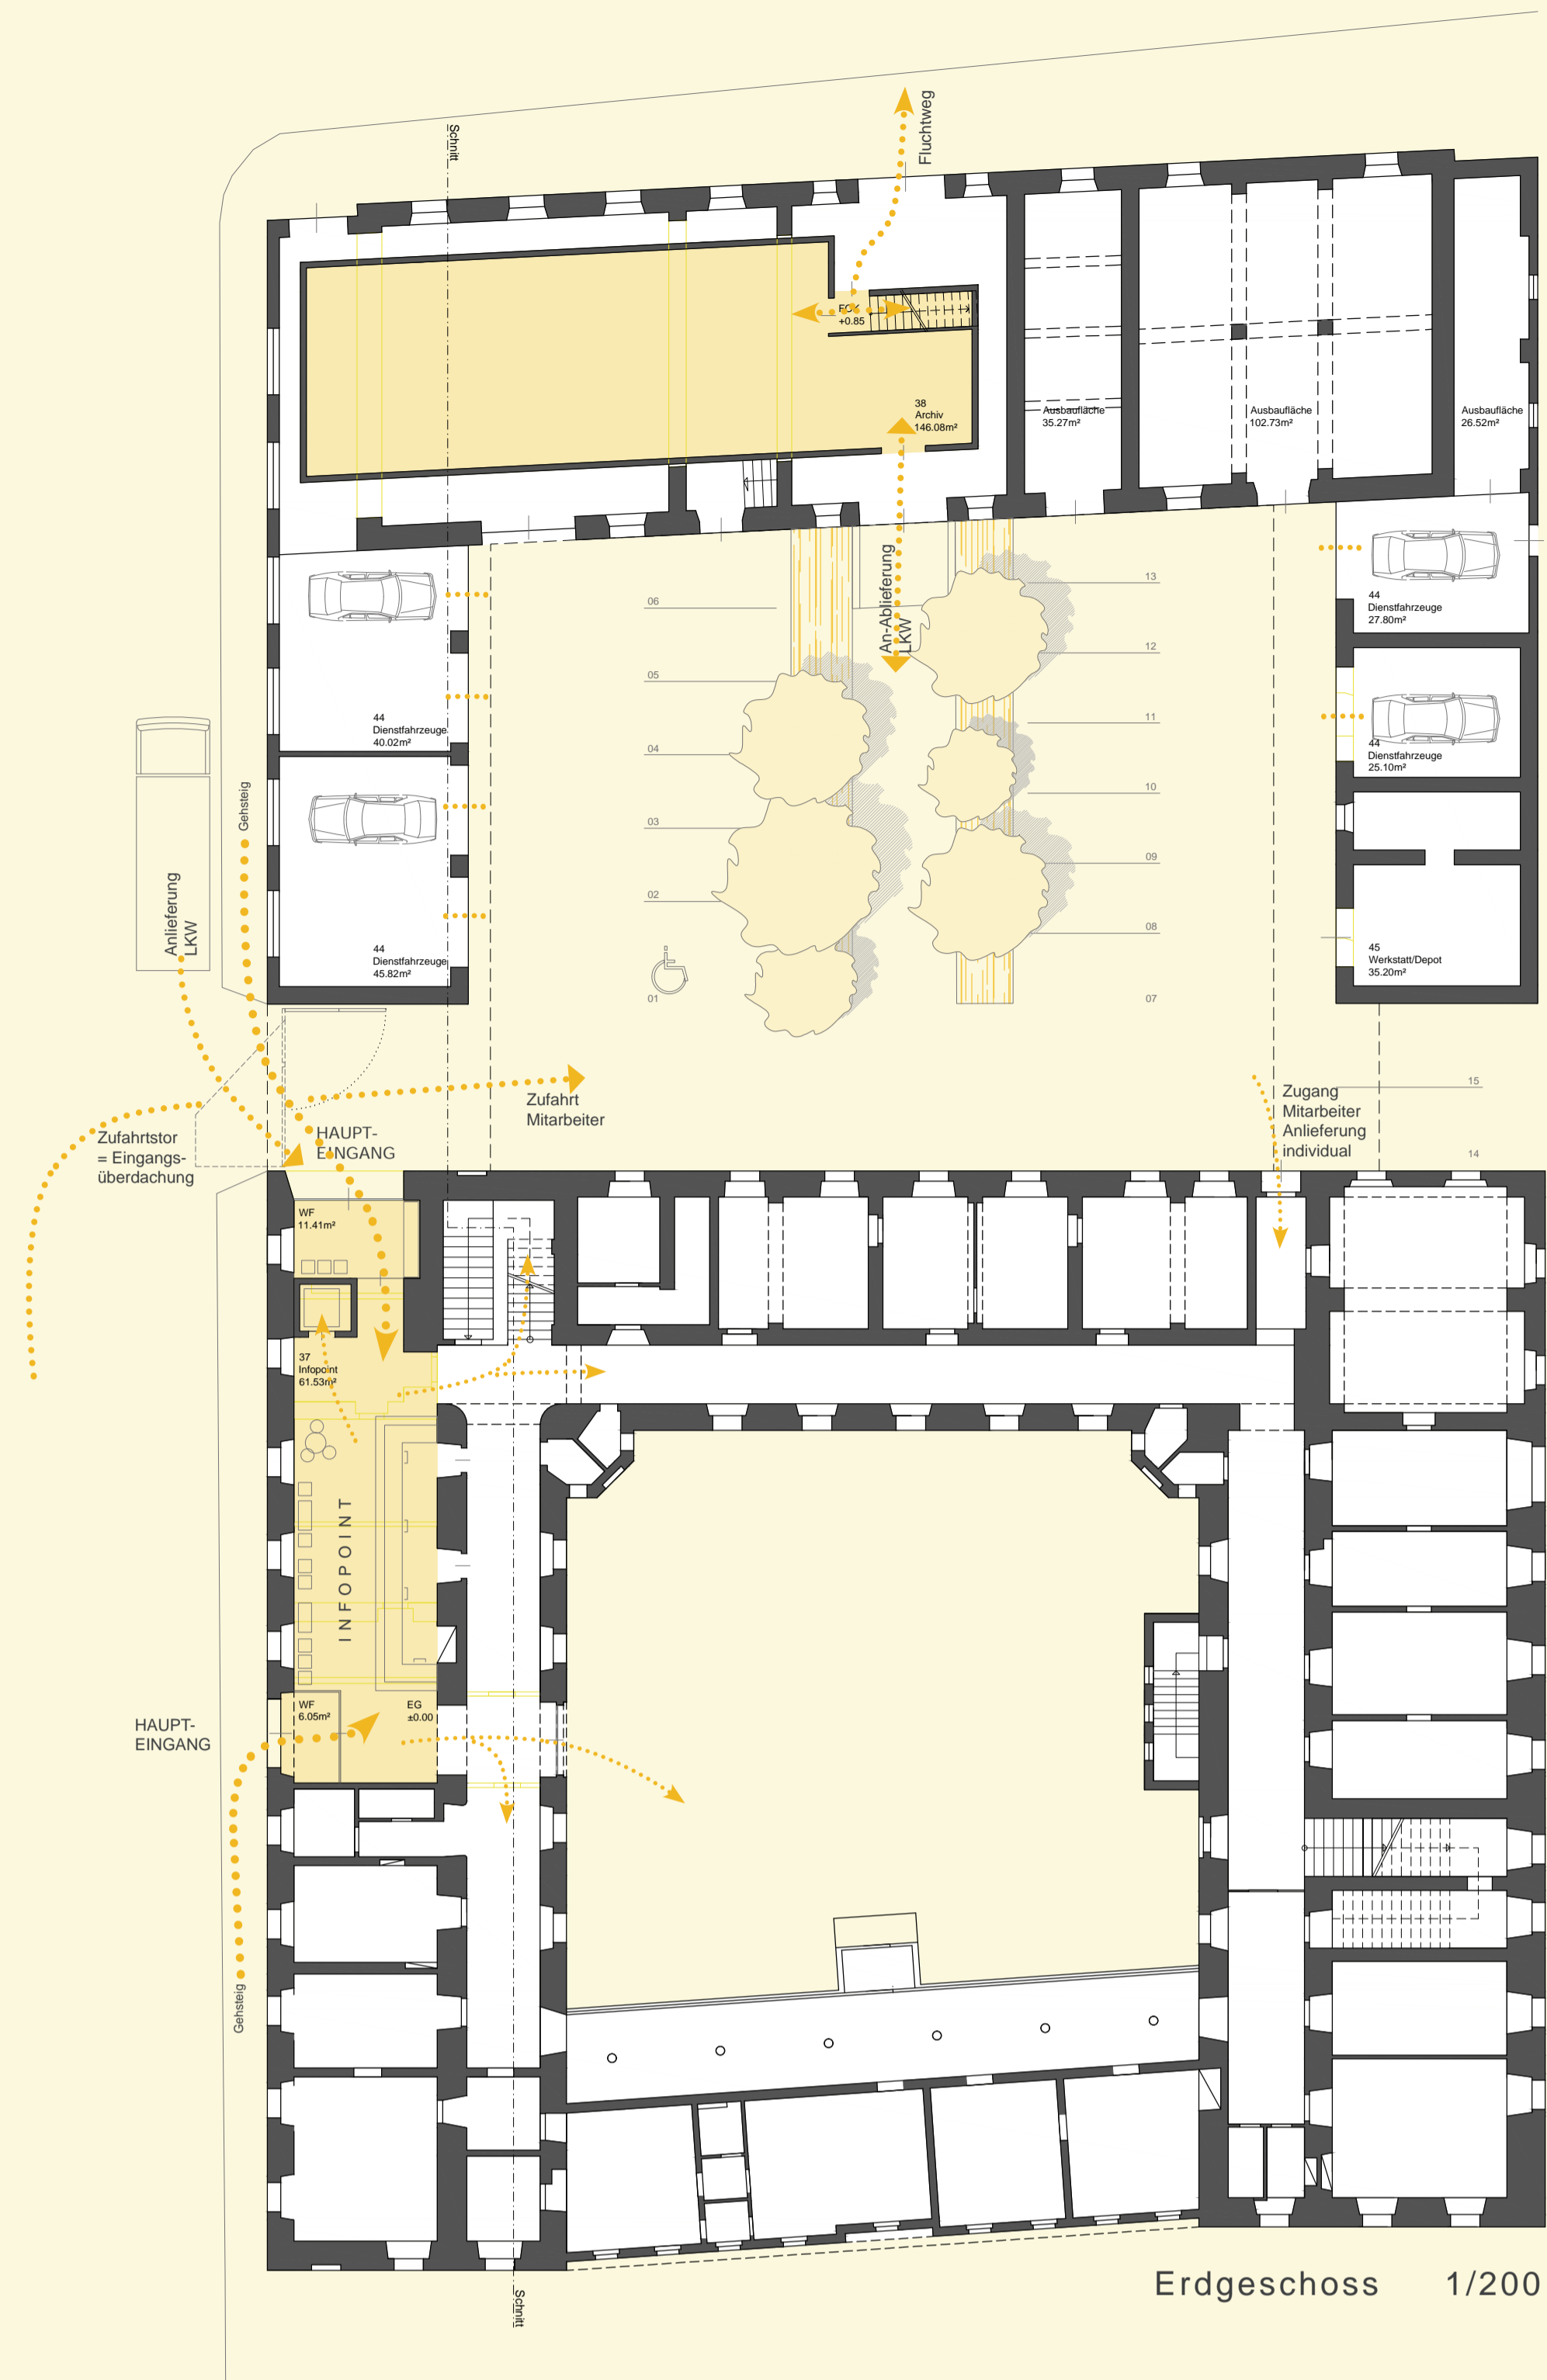 Schnitt
Fluchtweg
FOK
+0.85
38
Archiv
146.08m²
Ausbaufläche
35.27m²
Ausbaufläche
102.73m²
Ausbaufläche
26.52m²
44
Dienstfahrzeuge
40.02m²
44
Dienstfahrzeuge
45.82m²
06
05
04
03
02
01
An-Ablieferung
LKW
13
12
11
10
09
08
07
44
Dienstfahrzeuge
27.80m²
44
Dienstfahrzeuge
25.10m²
45
Werkstatt/Depot
35.20m²
Gehsteig
Anlieferung
LKW
Zufahrtstor
= Eingangs-
überdachung
HAUPT-
EINGANG
Zufahrt
Mitarbeiter
Zugang
Mitarbeiter
Anlieferung
individual
15
14
WF
11.41m²
37
Infopoint
61.53m²
INFOPOINT
WF
6.05m²
EG
±0.00
HAUPT-
EINGANG
Gehsteig
Schnitt
Erdgeschoss 1/200